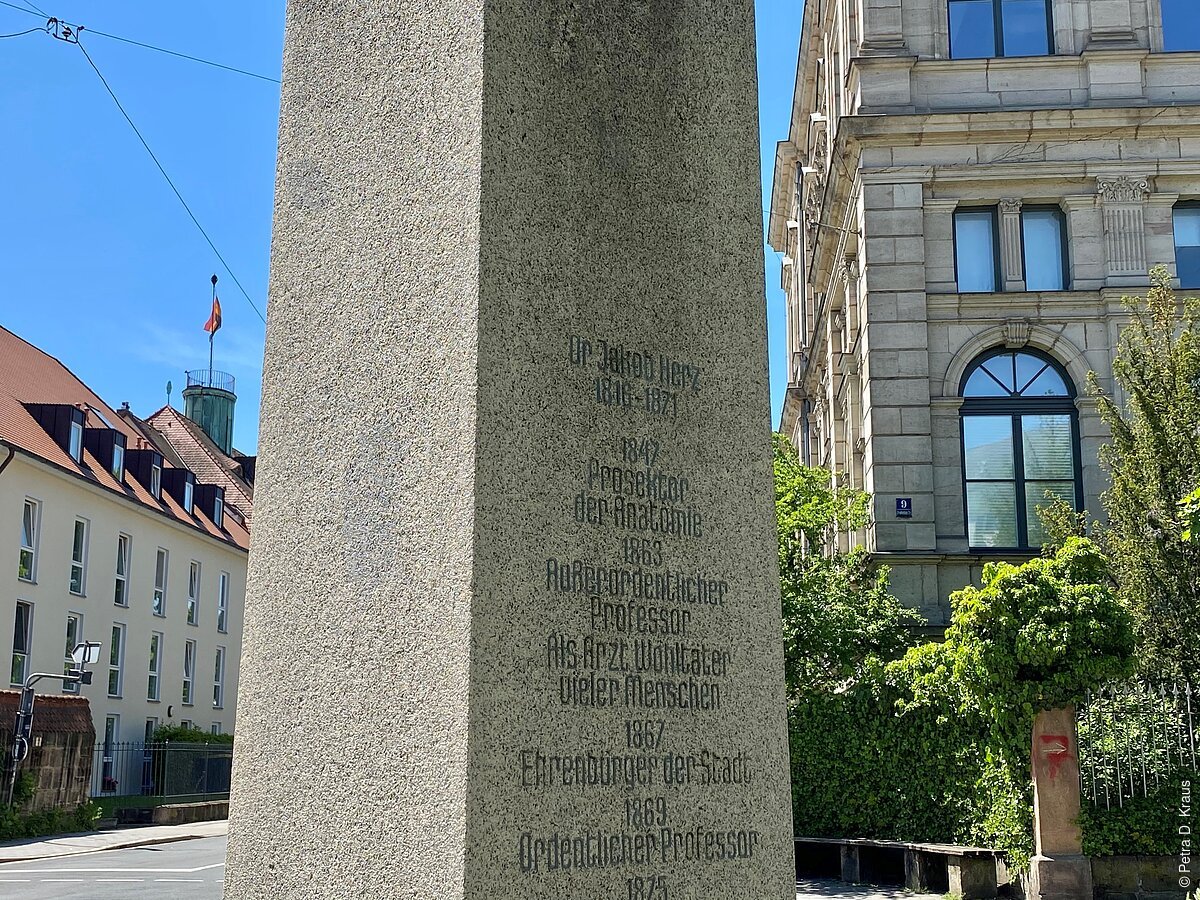 Dr Jakob Herz
1816-1871
1847
Prosektor
der Anatomie
1863
Außerordentlicher
Professor
Als Arzt Wohltäter
vieler Menschen
1867
Ehrenbürger der Stadt
1869
Ordentlicher Professor
1875
9
© Petra D. Kraus